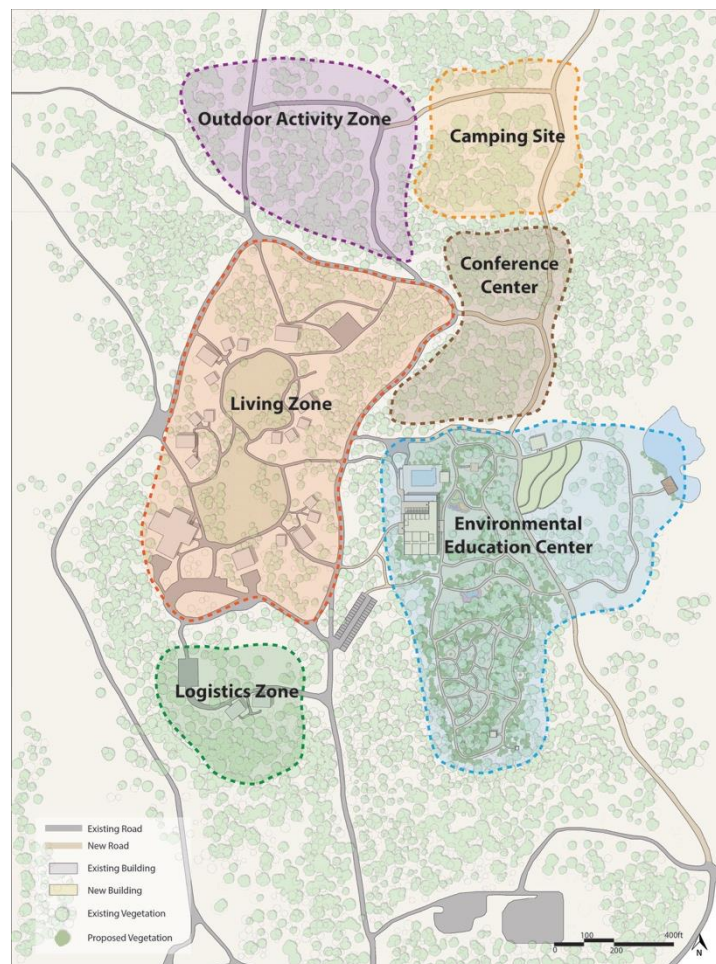 Outdoor Activity Zone
Camping Site
Conference
Center
Living Zone
Environmental
Education Center
Logistics Zone
Existing Road
New Road
Existing Building
New Building
Existing Vegetation
Proposed Vegetation
100
400ft
0
200
N